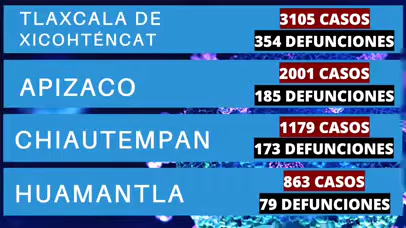 TLAXCALA DE
XICOHTÉNCAT
3105 CASOS
354 DEFUNCIONES
APIZACO
2001 CASOS
185 DEFUNCIONES
CHIAUTEMPAN
1179 CASOS
173 DEFUNCIONES
HUAMANTLA
863 CASOS
79 DEFUNCIONES